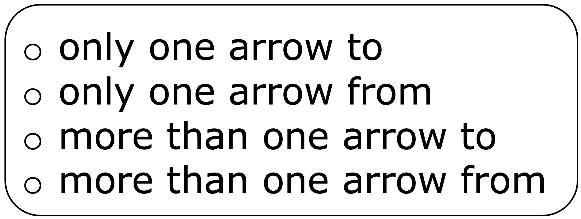 only one arrow to
only one arrow from
more than one arrow to
more than one arrow from